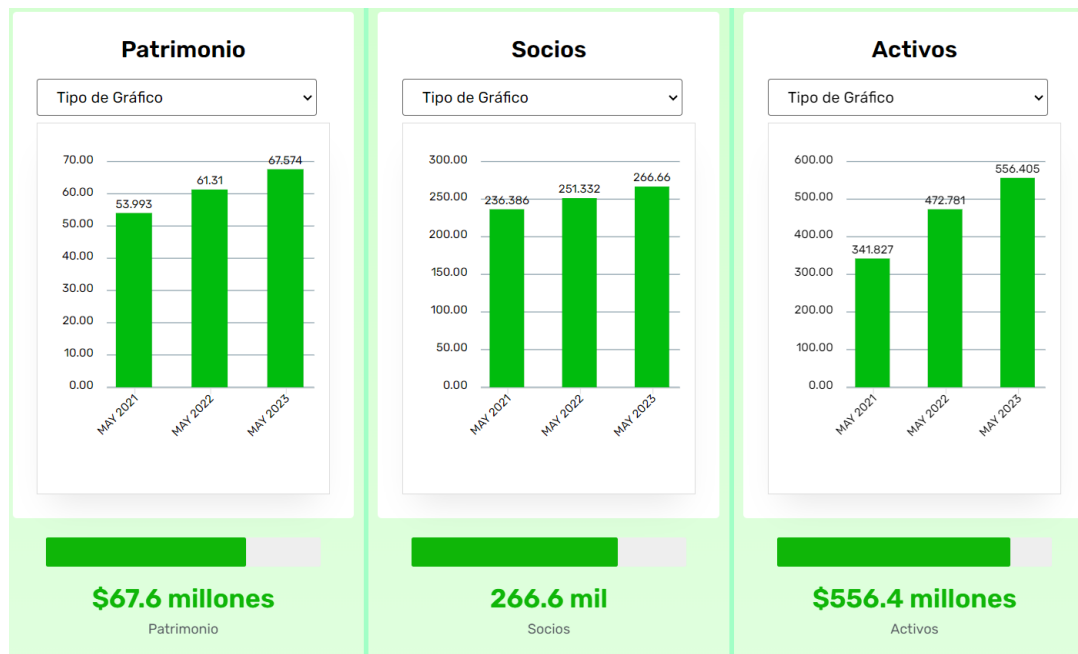 Patrimonio
Tipo de Gráfico
70.00
60.00
50.00
40.00
30.00
20.00
10.00
0.00
53.993
61.31
67.574
MAY 2021
MAY 2022
MAY 2023
$67.6 millones
Patrimonio
Socios
Tipo de Gráfico
300.00
250.00
200.00
150.00
100.00
50.00
0.00
236.386
251.332
266.66
MAY 2021
MAY 2022
MAY 2023
266.6 mil
Socios
Activos
Tipo de Gráfico
600.00
500.00
400.00
300.00
200.00
100.00
0.00
341.827
472.781
556.405
MAY 2021
MAY 2022
MAY 2023
$556.4 millones
Activos